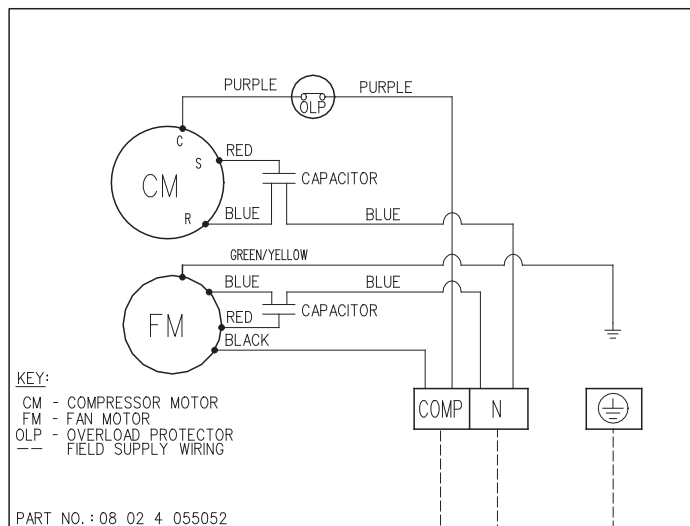 PURPLE PURPLE
OLP
C
S RED
CM CAPACITOR
R BLUE BLUE
GREEN/YELLOW
BLUE BLUE
FM CAPACITOR
RED
BLACK
KEY:
CM - COMPRESSOR MOTOR
FM - FAN MOTOR
OLP - OVERLOAD PROTECTOR
-- FIELD SUPPLY WIRING
COMP N
PART NO.: 08 02 4 055052